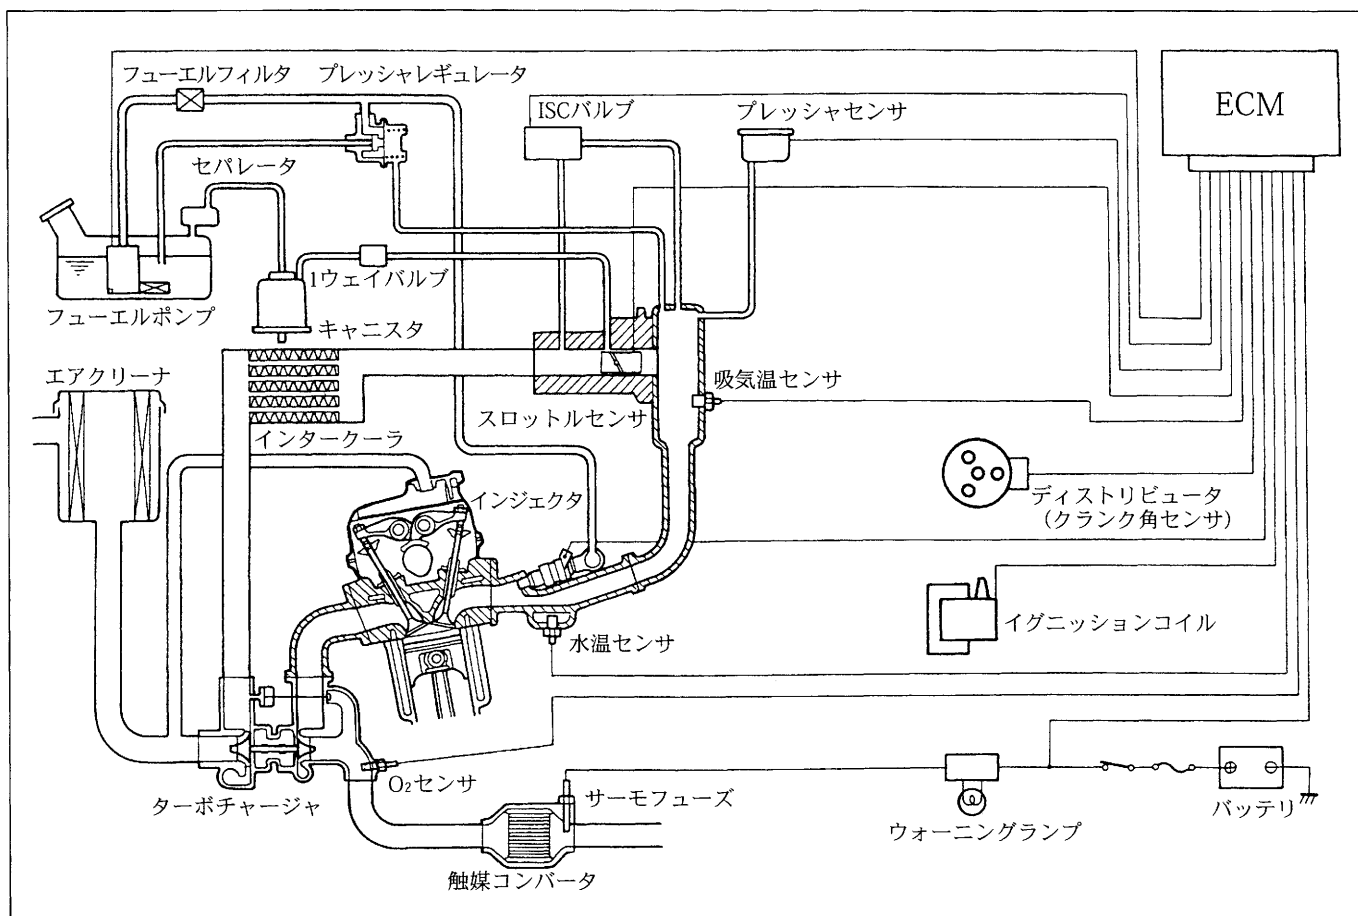 フューエルフィルタ
プレッシャレギュレータ
ISCバルブ
プレッシャセンサ
ECM
セパレータ
1ウェイバルブ
フューエルポンプ
キャニスタ
エアクリーナ
吸気温センサ
スロットルセンサ
インタークーラ
インジェクタ
ディストリビュータ
(クランク角センサ)
イグニッションコイル
水温センサ
O₂センサ
サーモフューズ
ターボチャージャ
ウォーニングランプ
バッテリ
触媒コンバータ